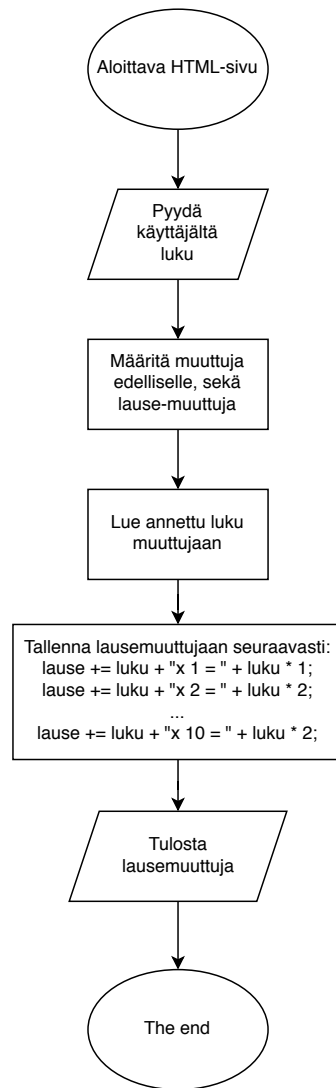 Aloittava HTML-sivu
Pyydä
käyttäjältä
luku
Määritä muuttuja
edelliselle, sekä
lause-muuttuja
Lue annettu luku
muuttujaan
Tallenna lausemuuttujaan seuraavasti:
lause += luku + "x 1 = " + luku * 1;
lause += luku + "x 2 = " + luku * 2;
...
lause += luku + "x 10 = " + luku * 2;
Tulosta
lausemuuttuja
The end